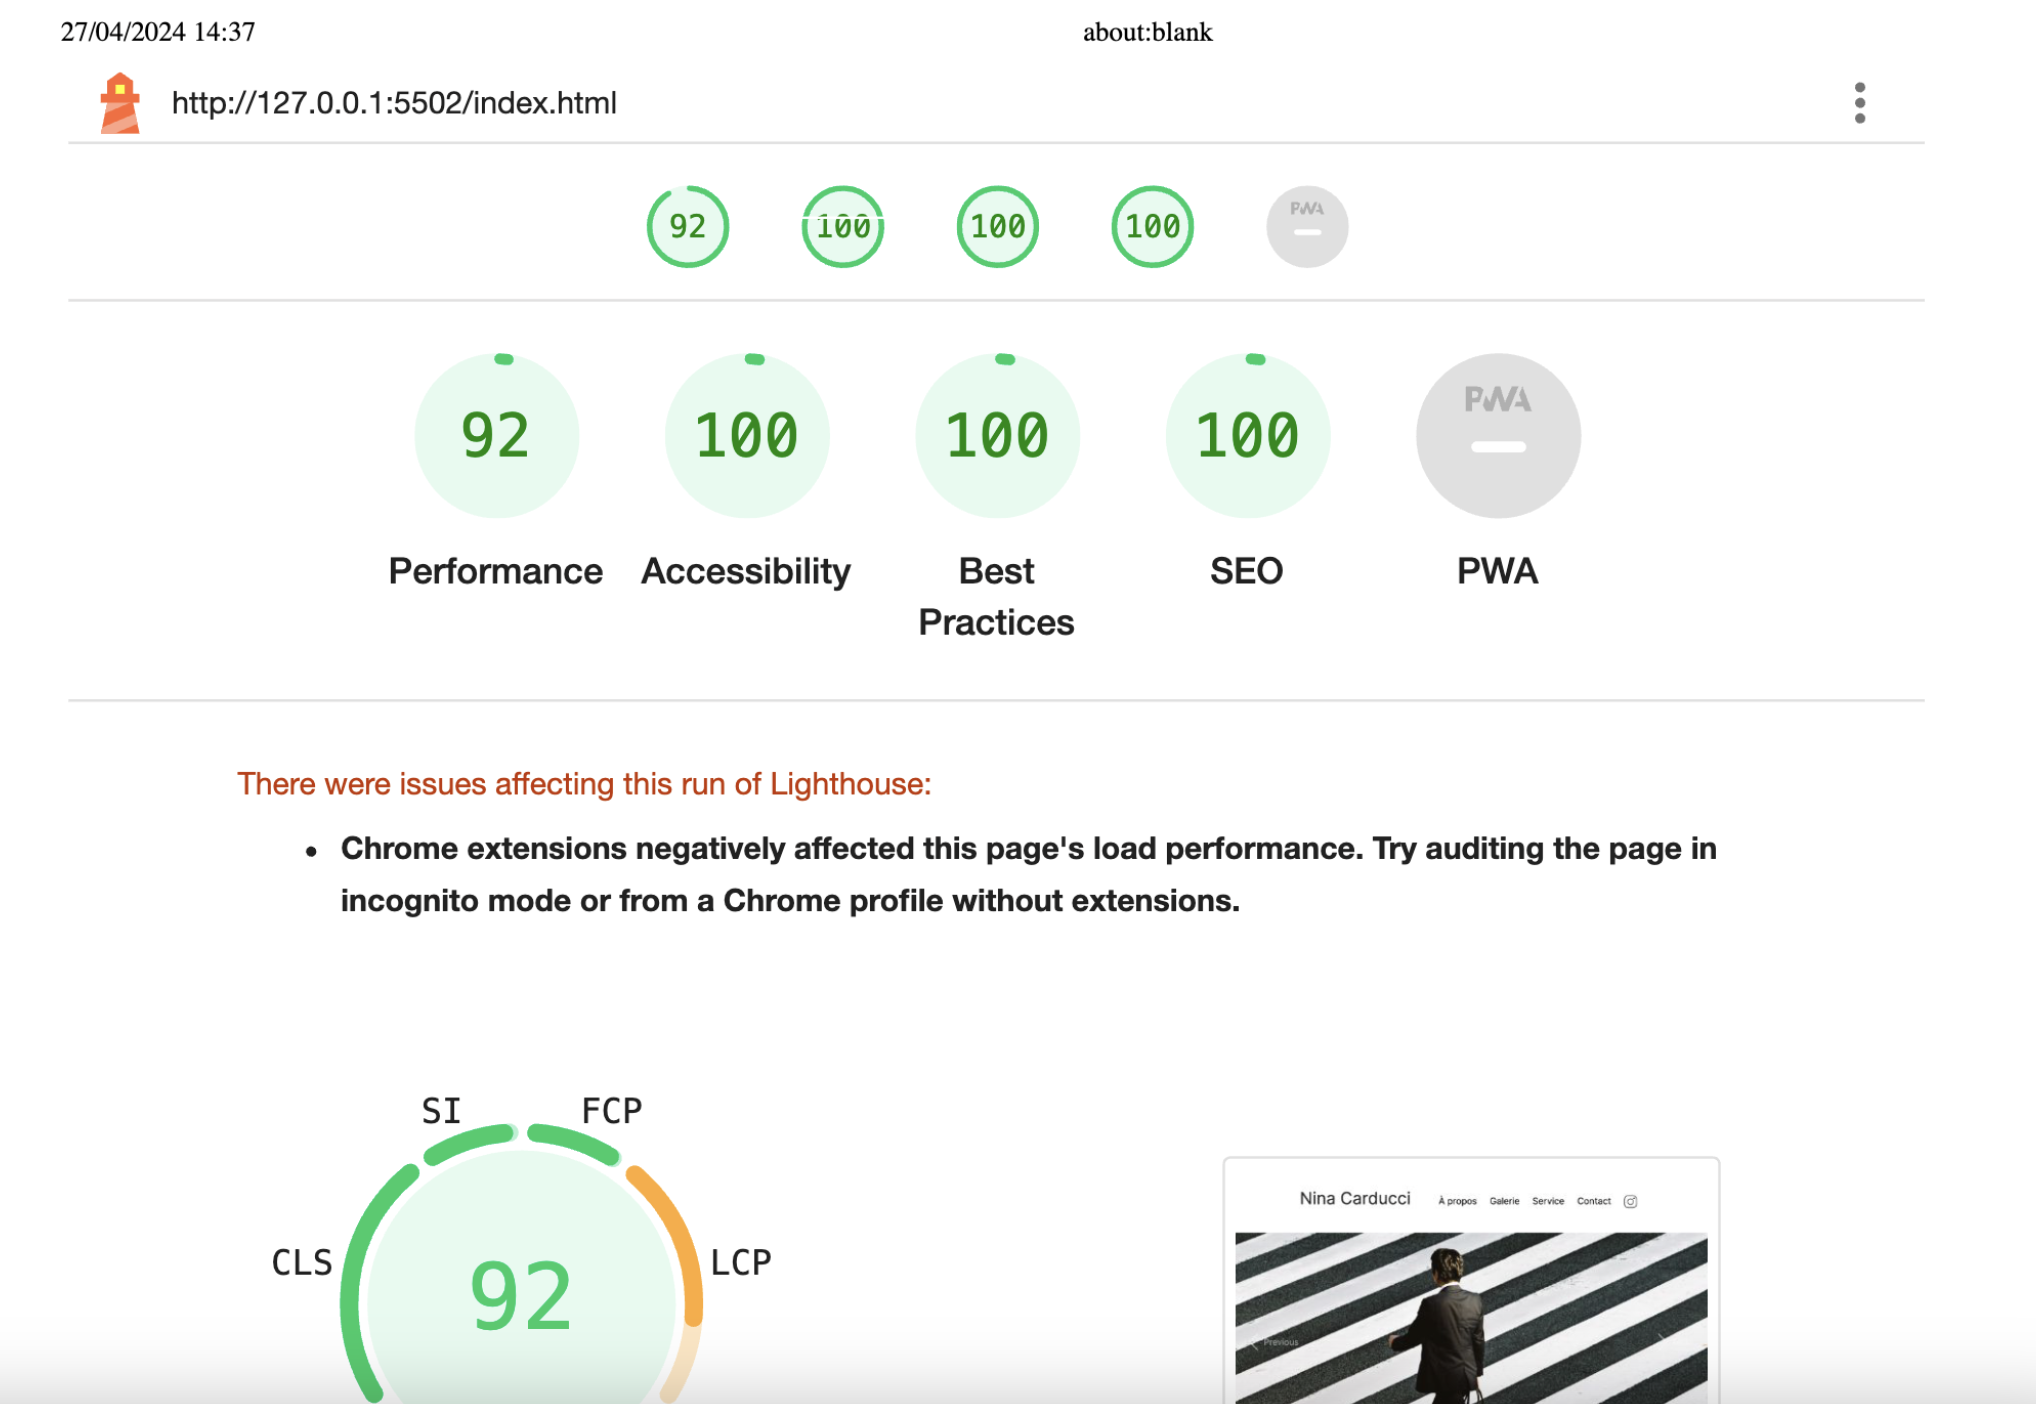 27/04/2024 14:37 about:blank
http://127.0.0.1:5502/index.html
92 100 100 100 PWA
92 100 100 100 PWA
Performance Accessibility Best Practices SEO PWA
There were issues affecting this run of Lighthouse:
• Chrome extensions negatively affected this page's load performance. Try auditing the page in
incognito mode or from a Chrome profile without extensions.
SI FCP
CLS LCP
92
Nina Carducci À propos Galerie Service Contact
Previous